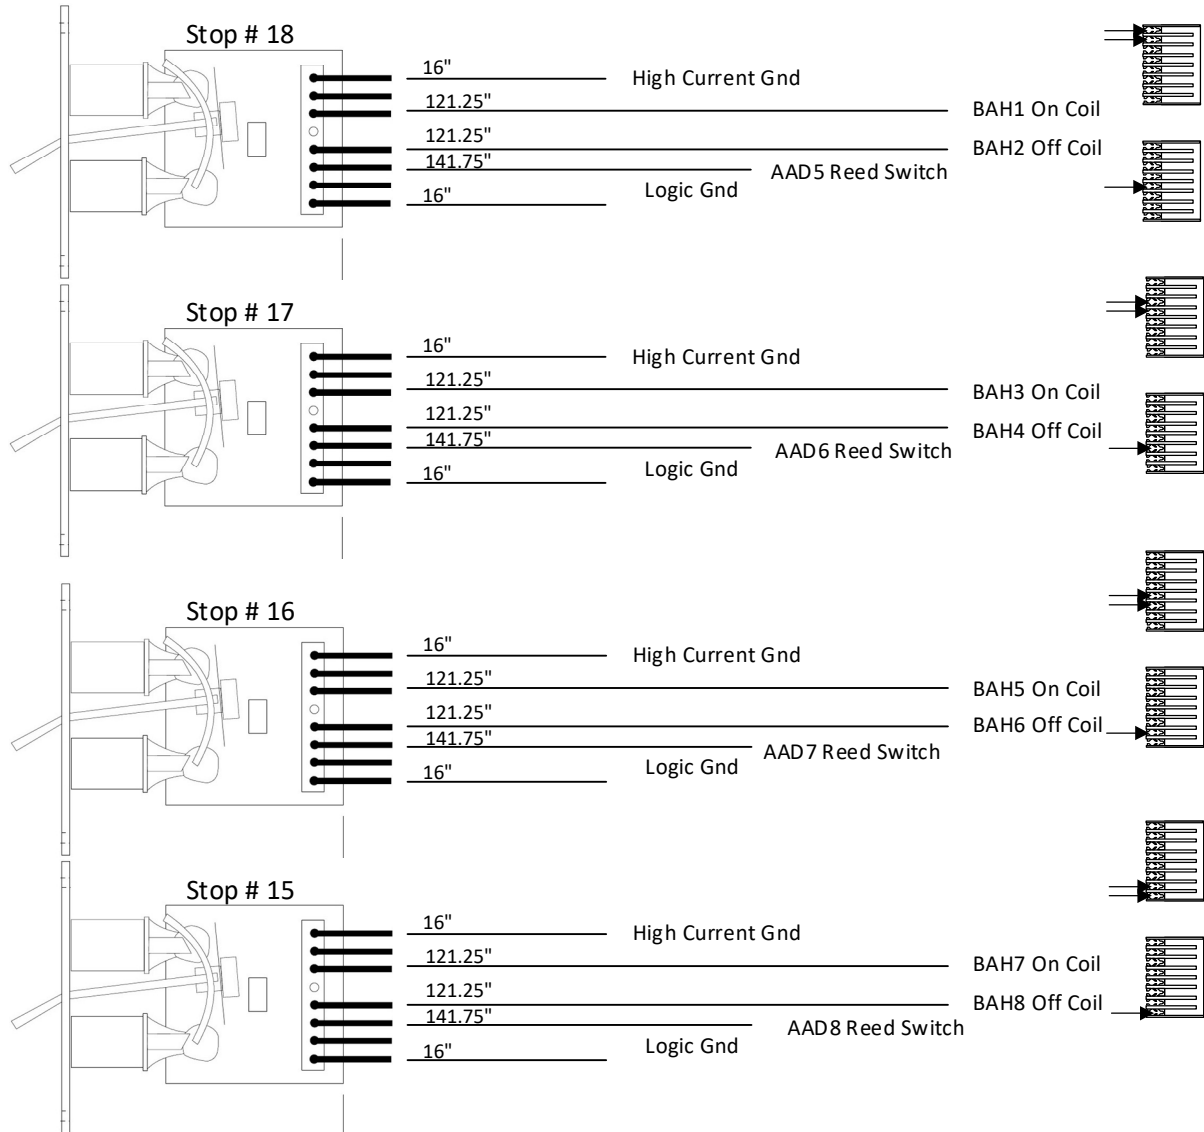 Stop # 18
16"
High Current Gnd
121.25"
BAH1 On Coil
121.25"
BAH2 Off Coil
141.75"
AAD5 Reed Switch
Logic Gnd
16"
Stop # 17
16"
High Current Gnd
121.25"
BAH3 On Coil
121.25"
BAH4 Off Coil
141.75"
AAD6 Reed Switch
Logic Gnd
16"
Stop # 16
16"
High Current Gnd
121.25"
BAH5 On Coil
121.25"
BAH6 Off Coil
141.75"
AAD7 Reed Switch
Logic Gnd
16"
Stop # 15
16"
High Current Gnd
121.25"
BAH7 On Coil
121.25"
BAH8 Off Coil
141.75"
AAD8 Reed Switch
Logic Gnd
16"